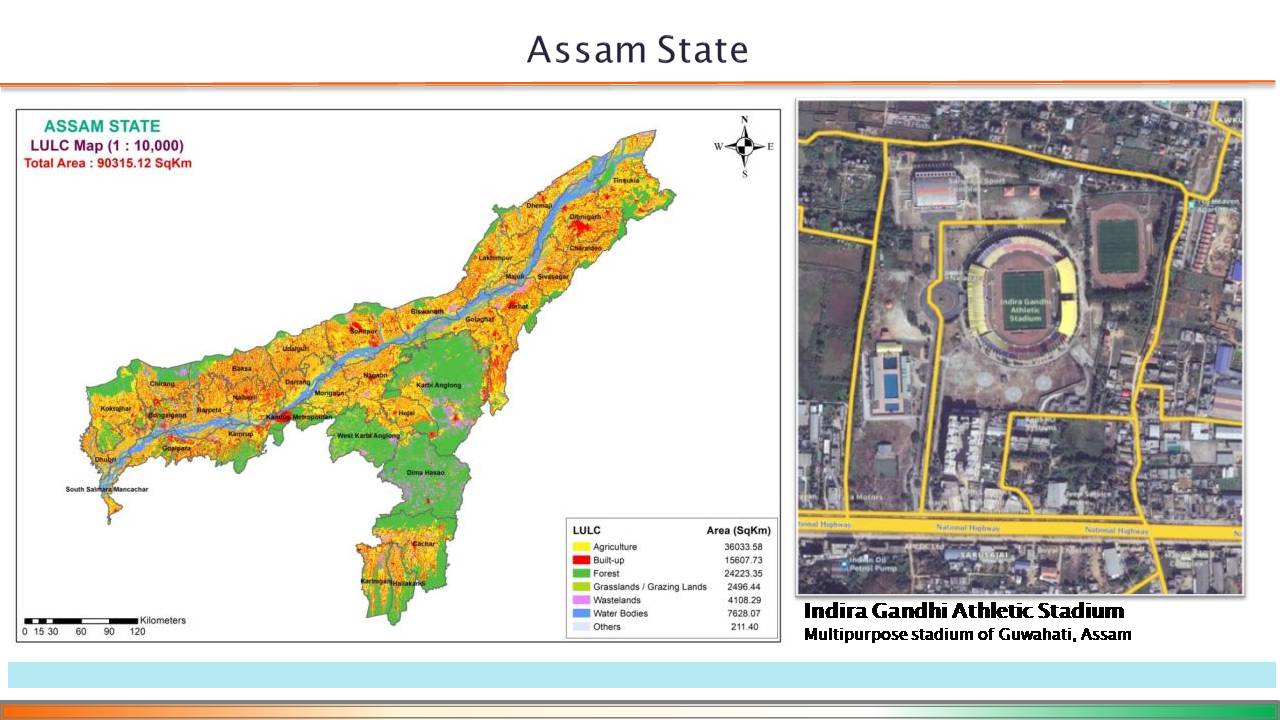 Assam State
ASSAM STATE
LULC Map (1 : 10,000)
Total Area : 90315.12 SqKm
N
W E
S
Tinsukia
Dhemaji
Dibrugarh
Charaideo
Lakhimpur
Majuli
Sivasagar
Jorhat
Biswanath
Golaghat
Sonitpur
Udalguri
Baksa
Chirang
Darrang
Nagaon
Karbi Anglong
Morigaon
Nalbari
Kokrajhar
Bongaigaon
Barpeta
Kamrup Metropolitan
Hojai
Kamrup
West Karbi Anglong
Goalpara
Dhubri
Dima Hasao
South Salmara Mancachar
Cachar
Karimganj
Hailakandi
LULC Area (SqKm)
Agriculture 36033.58
Built-up 15607.73
Forest 24223.35
Grasslands / Grazing Lands 2496.44
Wastelands 4108.29
Water Bodies 7628.07
Others 211.40
Kilometers
0 15 30 60 90 120
Indira Gandhi
Athletic
Stadium
National Highway
National Highway
Indian Oil
Petrol Pump
SARUSAJAI
Indira Gandhi Athletic Stadium
Multipurpose stadium of Guwahati, Assam